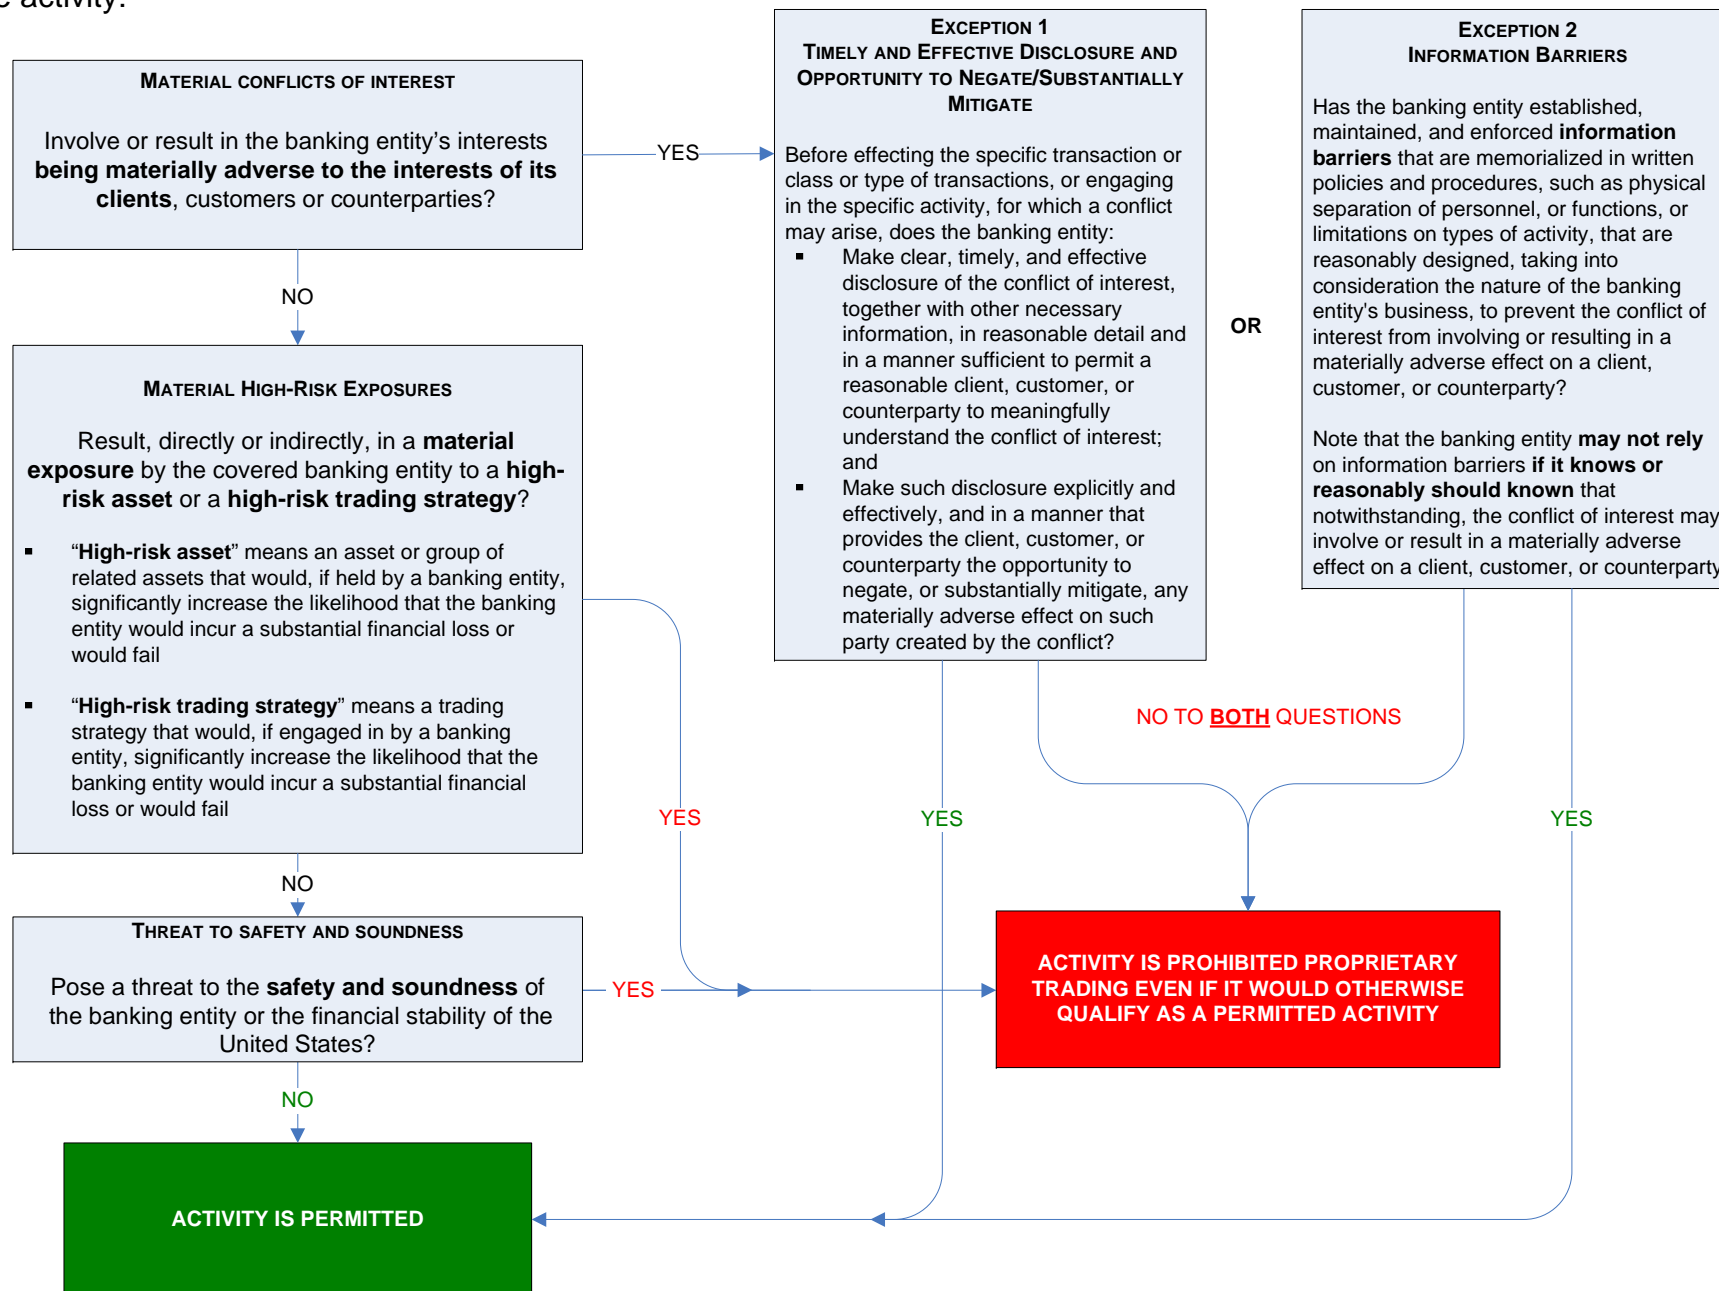 activity.
MATERIAL CONFLICTS OF INTEREST
Involve or result in the banking entity's interests
being materially adverse to the interests of its
clients, customers or counterparties?
YES
NO
MATERIAL HIGH-RISK EXPOSURES
Result, directly or indirectly, in a material
exposure by the covered banking entity to a high-
risk asset or a high-risk trading strategy?
▪ “High-risk asset” means an asset or group of
related assets that would, if held by a banking entity,
significantly increase the likelihood that the banking
entity would incur a substantial financial loss or
would fail
▪ “High-risk trading strategy” means a trading
strategy that would, if engaged in by a banking
entity, significantly increase the likelihood that the
banking entity would incur a substantial financial
loss or would fail
YES
NO
THREAT TO SAFETY AND SOUNDNESS
Pose a threat to the safety and soundness of
the banking entity or the financial stability of the
United States?
YES
NO
ACTIVITY IS PERMITTED
EXCEPTION 1
TIMELY AND EFFECTIVE DISCLOSURE AND
OPPORTUNITY TO NEGATE/SUBSTANTIALLY
MITIGATE
Before effecting the specific transaction or
class or type of transactions, or engaging
in the specific activity, for which a conflict
may arise, does the banking entity:
▪ Make clear, timely, and effective
disclosure of the conflict of interest,
together with other necessary
information, in reasonable detail and
in a manner sufficient to permit a
reasonable client, customer, or
counterparty to meaningfully
understand the conflict of interest;
and
▪ Make such disclosure explicitly and
effectively, and in a manner that
provides the client, customer, or
counterparty the opportunity to
negate, or substantially mitigate, any
materially adverse effect on such
party created by the conflict?
OR
EXCEPTION 2
INFORMATION BARRIERS
Has the banking entity established,
maintained, and enforced information
barriers that are memorialized in written
policies and procedures, such as physical
separation of personnel, or functions, or
limitations on types of activity, that are
reasonably designed, taking into
consideration the nature of the banking
entity's business, to prevent the conflict of
interest from involving or resulting in a
materially adverse effect on a client,
customer, or counterparty?
Note that the banking entity may not rely
on information barriers if it knows or
reasonably should known that
notwithstanding, the conflict of interest may
involve or result in a materially adverse
effect on a client, customer, or counterparty
NO TO BOTH QUESTIONS
YES
YES
ACTIVITY IS PROHIBITED PROPRIETARY
TRADING EVEN IF IT WOULD OTHERWISE
QUALIFY AS A PERMITTED ACTIVITY